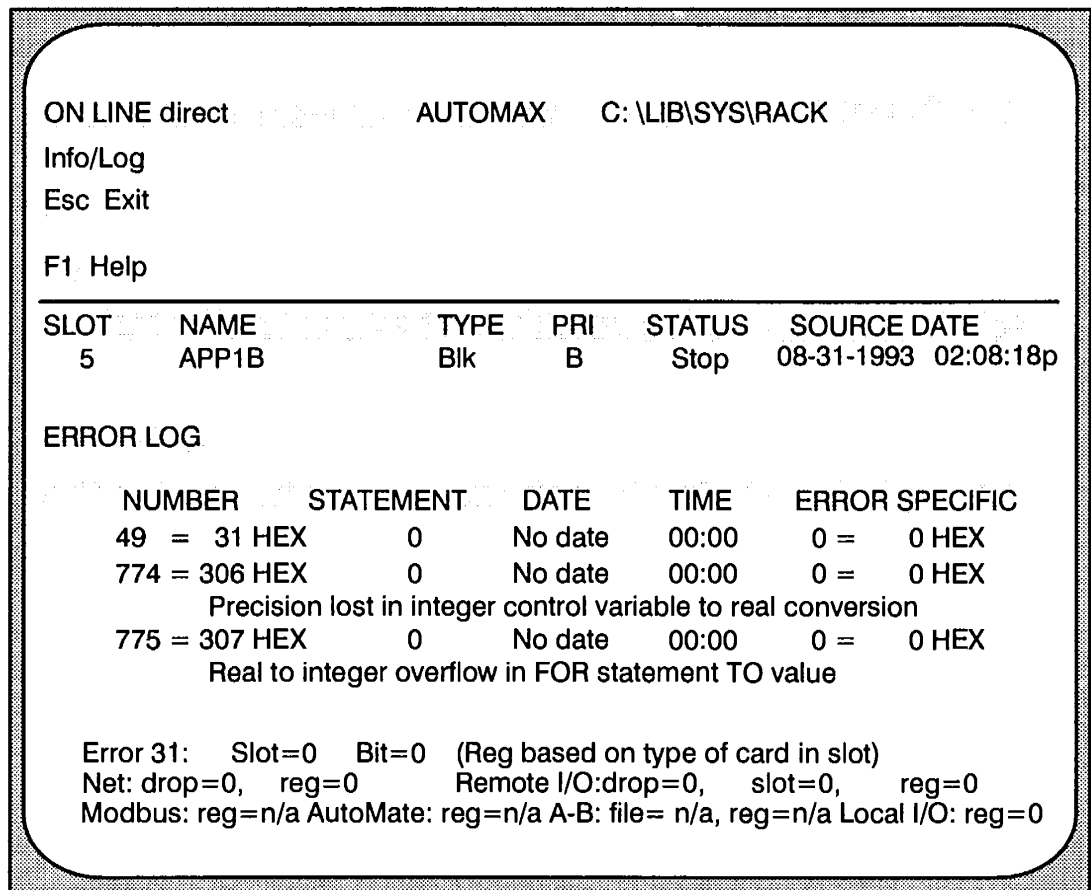 ON LINE direct AUTOMAX C: \LIB\SYS\RACK
Info/Log
Esc Exit
F1 Help
SLOT NAME TYPE PRI STATUS SOURCE DATE
5 APP1B Blk B Stop 08-31-1993 02:08:18p
ERROR LOG
NUMBER STATEMENT DATE TIME ERROR SPECIFIC
49 = 31 HEX 0 No date 00:00 0 = 0 HEX
774 = 306 HEX 0 No date 00:00 0 = 0 HEX
Precision lost in integer control variable to real conversion
775 = 307 HEX 0 No date 00:00 0 = 0 HEX
Real to integer overflow in FOR statement TO value
Error 31: Slot=0 Bit=0 (Reg based on type of card in slot)
Net: drop=0, reg=0 Remote I/O:drop=0, slot=0, reg=0
Modbus: reg=n/a AutoMate: reg=n/a A-B: file= n/a, reg=n/a Local I/O: reg=0